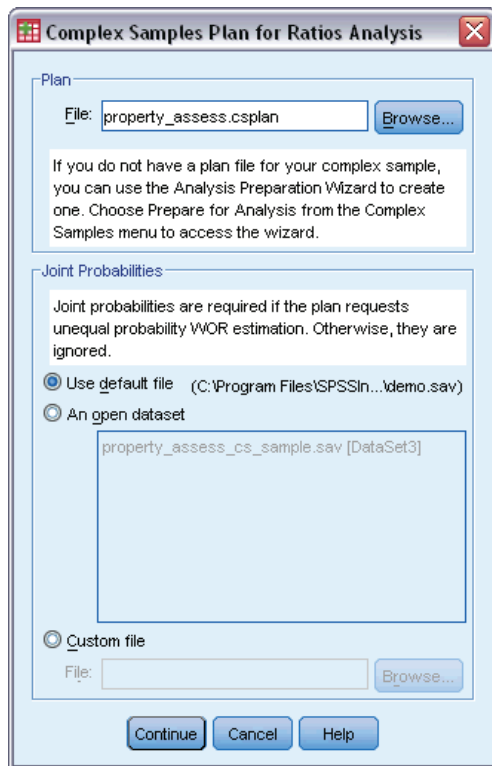 Complex Samples Plan for Ratios Analysis
Plan
File: property_assess.csplan Browse...
If you do not have a plan file for your complex sample,
you can use the Analysis Preparation Wizard to create
one. Choose Prepare for Analysis from the Complex
Samples menu to access the wizard.
Joint Probabilities
Joint probabilities are required if the plan requests
unequal probability WOR estimation. Otherwise, they are
ignored.
Use default file (C:\Program Files\SPSSIn...\demo.sav)
An open dataset
property_assess_cs_sample.sav [DataSet3]
Custom file
File: Browse...
Continue Cancel Help